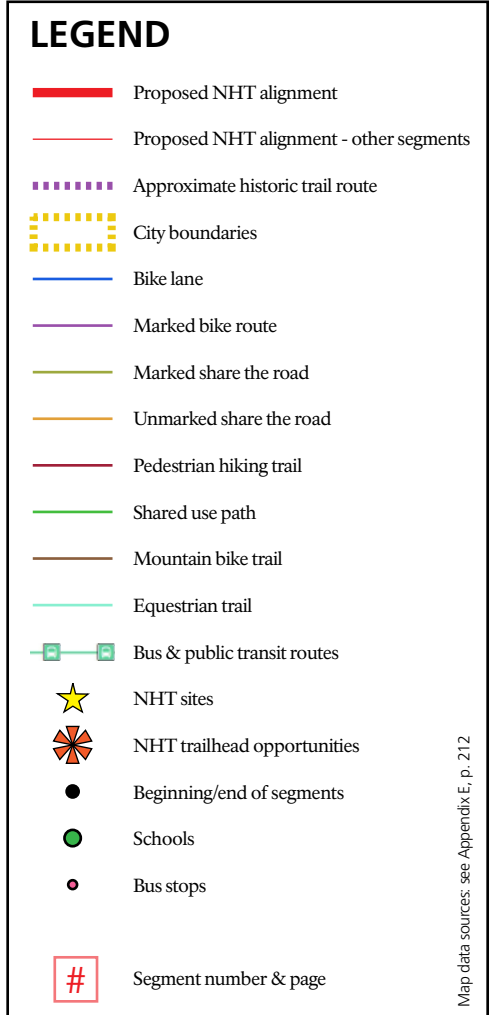 LEGEND
Proposed NHT alignment
Proposed NHT alignment - other segments
Approximate historic trail route
City boundaries
Bike lane
Marked bike route
Marked share the road
Unmarked share the road
Pedestrian hiking trail
Shared use path
Mountain bike trail
Equestrian trail
Bus & public transit routes
NHT sites
NHT trailhead opportunities
Beginning/end of segments
Schools
Bus stops
# Segment number & page
Map data sources: see Appendix E, p. 212